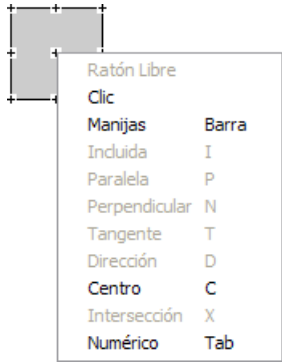 Ratón Libre
Clic
Manijas Barra
Incluida I
Paralela P
Perpendicular N
Tangente T
Dirección D
Centro C
Intersección X
Numérico Tab